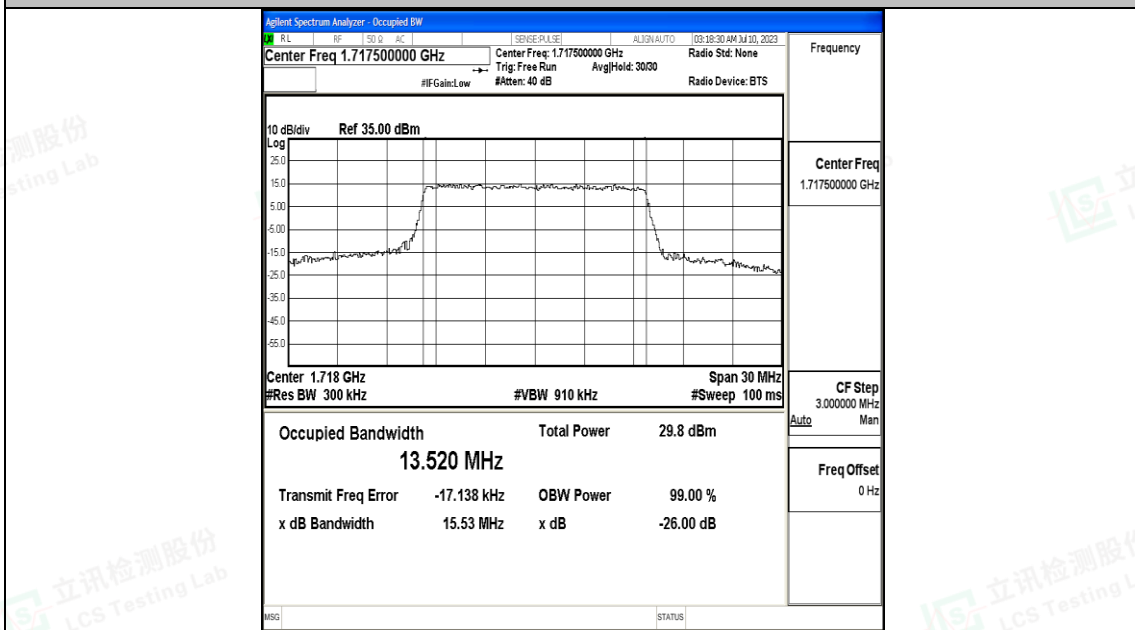 Agilent Spectrum Analyzer - Occupied BW
RL RF 50 Ω AC SENSE:PULSE ALIGN AUTO 03:18:30 AM Jul 10, 2023
Center Freq 1.717500000 GHz Center Freq: 1.717500000 GHz Radio Std: None Frequency
Trig: Free Run Avg|Hold: 30/30
#IFGain:Low #Atten: 40 dB Radio Device: BTS
10 dB/div Ref 35.00 dBm
Log
25.0
15.0
5.00
-5.00
-15.0
-25.0
-35.0
-45.0
-55.0
Center Freq
1.717500000 GHz
Center 1.718 GHz Span 30 MHz
#Res BW 300 kHz #VBW 910 kHz #Sweep 100 ms
CF Step
3.000000 MHz
Auto Man
Freq Offset
0 Hz
Occupied Bandwidth Total Power 29.8 dBm
13.520 MHz
Transmit Freq Error -17.138 kHz OBW Power 99.00 %
x dB Bandwidth 15.53 MHz x dB -26.00 dB
MSG STATUS
立讯检测股份
LCS Testing Lab